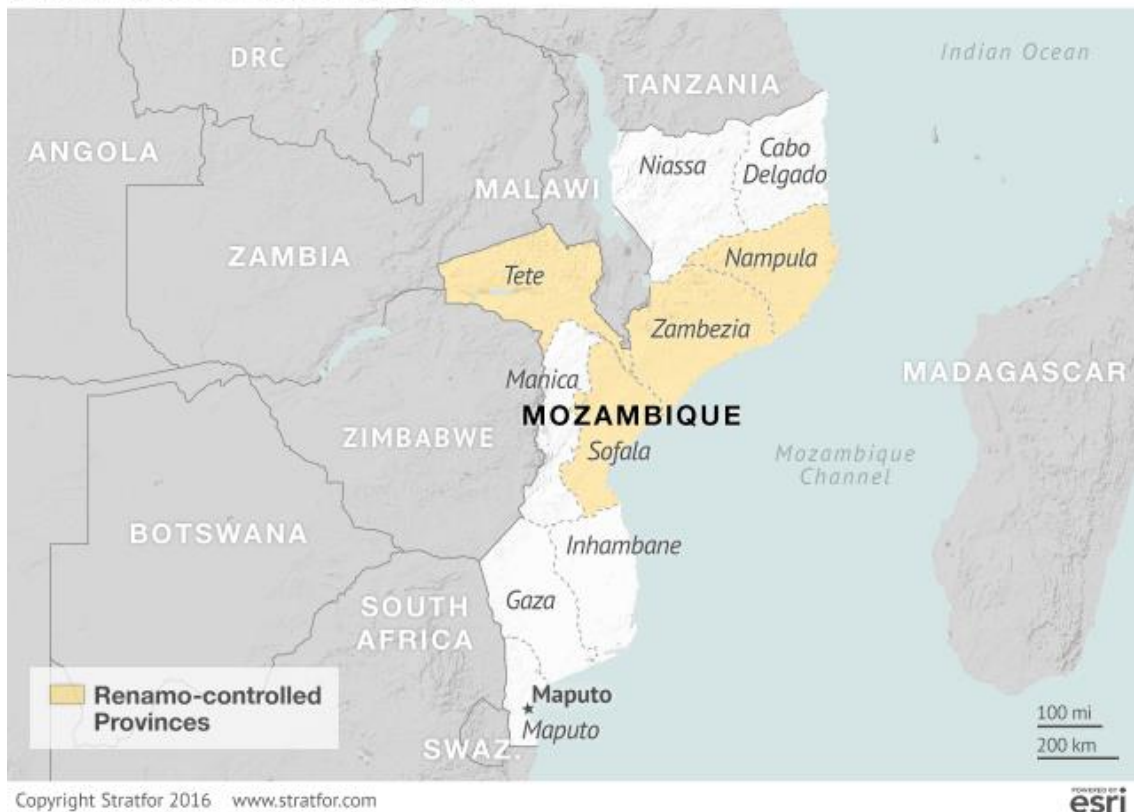 DRC
Indian Ocean
TANZANIA
ANGOLA
Cabo
Delgado
Niassa
MALAWI
ZAMBIA
Nampula
Tete
Zambezia
MADAGASCAR
Manica
MOZAMBIQUE
ZIMBABWE
Sofala
Mozambique
Channel
BOTSWANA
Inhambane
Gaza
SOUTH
AFRICA
Renamo-controlled
Provinces
Maputo
Maputo
SWAZ.
100 mi
200 km
Copyright Stratfor 2016 www.stratfor.com
POWERED BY
esri